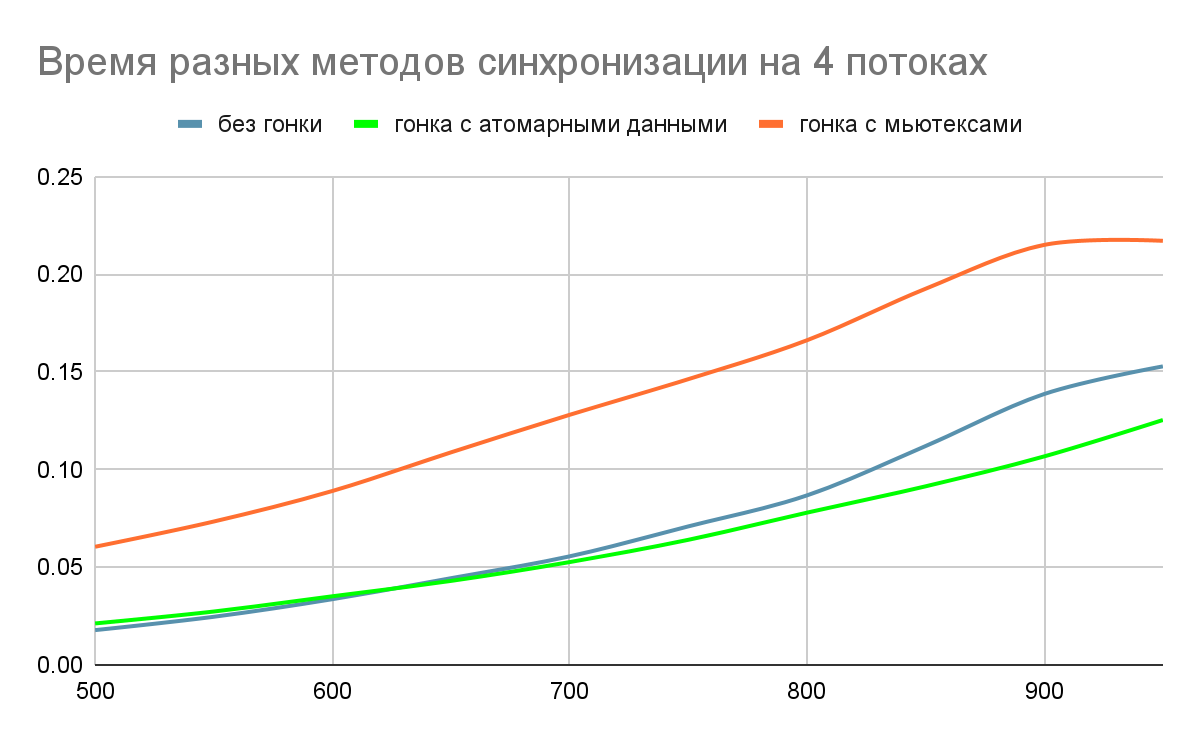 Время разных методов синхронизации на 4 потоках
без гонки гонка с атомарными данными гонка с мьютексами
0.25
0.20
0.15
0.10
0.05
0.00
500 600 700 800 900